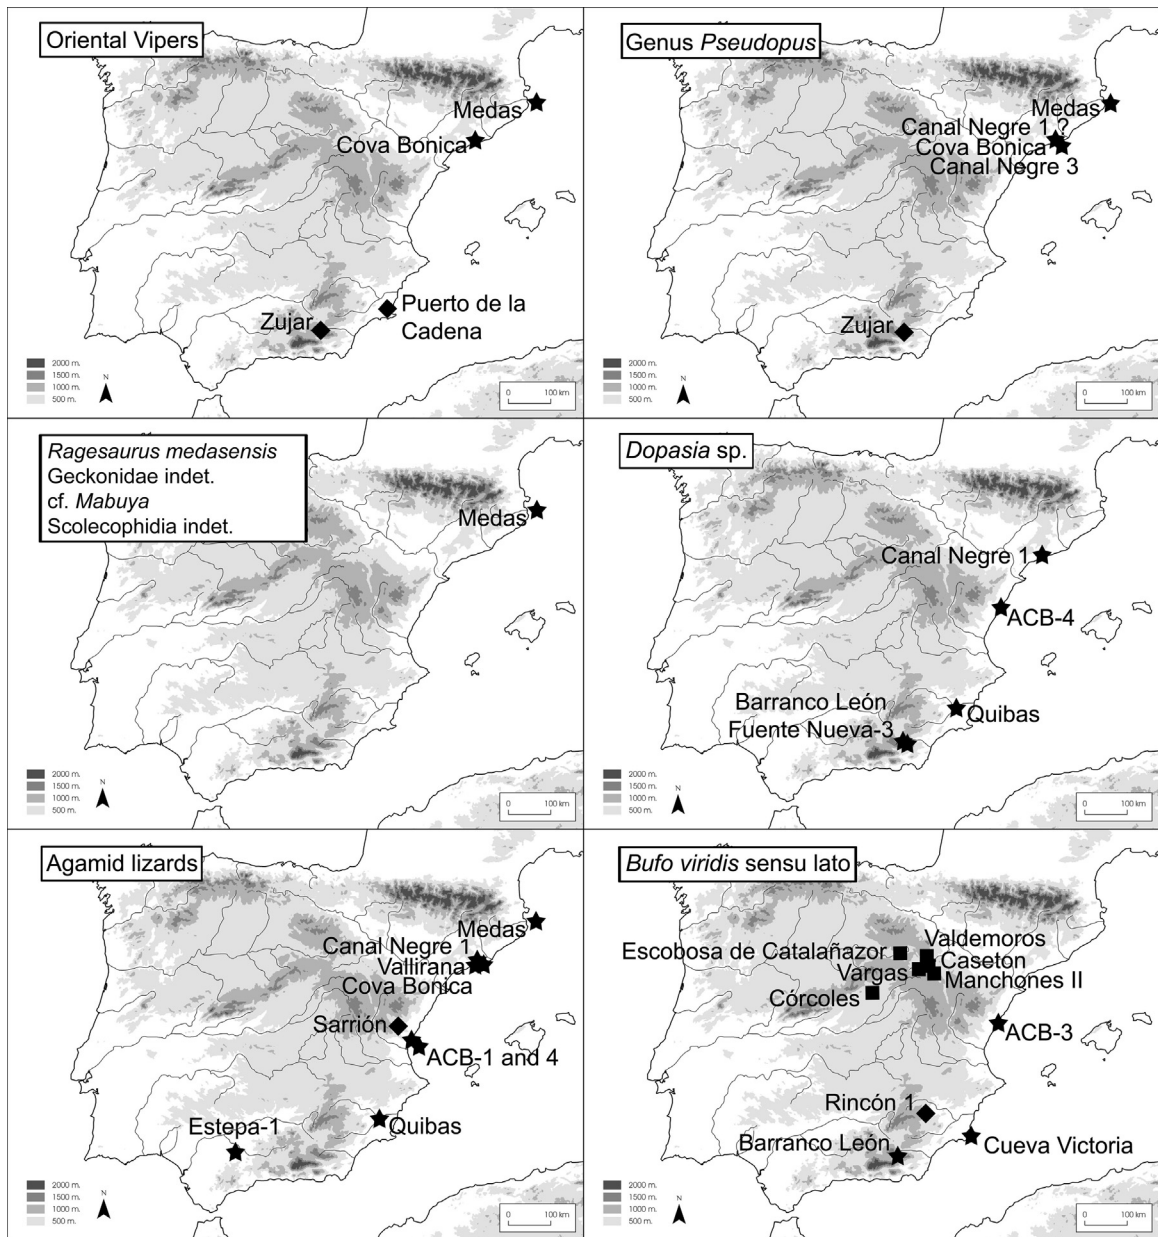 Oriental Vipers
Medas
Cova Bonica
Zujar
Puerto de la
Cadena
2000 m.
1500 m.
1000 m.
500 m.
N
0 100 km
Genus Pseudopus
Medas
Canal Negre 1 ?
Cova Bonica
Canal Negre 3
Zujar
2000 m.
1500 m.
1000 m.
500 m.
N
0 100 km
Ragesaurus medasensis
Geckonidae indet.
cf. Mabuya
Scolecophidia indet.
Medas
2000 m.
1500 m.
1000 m.
500 m.
N
0 100 km
Dopasia sp.
Canal Negre 1
ACB-4
Barranco León
Fuente Nueva-3
Quibas
2000 m.
1500 m.
1000 m.
500 m.
N
0 100 km
Agamid lizards
Medas
Canal Negre 1
Vallirana
Cova Bonica
Sarrión
ACB-1 and 4
Estepa-1
Quibas
2000 m.
1500 m.
1000 m.
500 m.
N
0 100 km
Bufo viridis sensu lato
Escobosa de Catalañazor
Valdemoros
Caseton
Vargas
Manchones II
Córcoles
ACB-3
Rincón 1
Barranco León
Cueva Victoria
2000 m.
1500 m.
1000 m.
500 m.
N
0 100 km